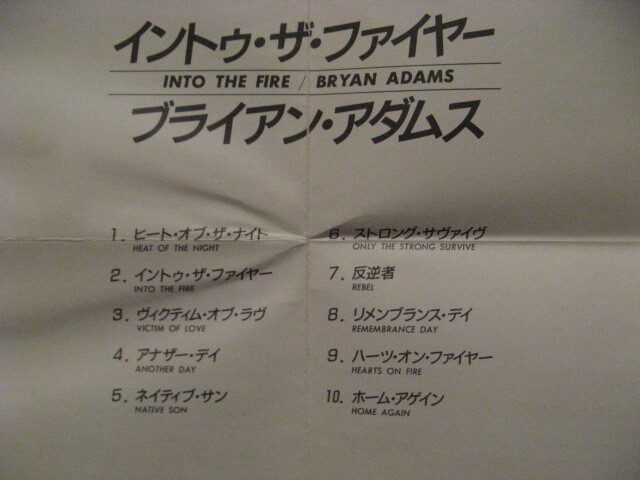 イントゥ・ザ・ファイヤー
INTO THE FIRE / BRYAN ADAMS
ブライアン・アダムス
1. ヒート・オブ・ザ・ナイト
HEAT OF THE NIGHT
2. イントゥ・ザ・ファイヤー
INTO THE FIRE
3. ヴィクティム・オブ・ラヴ
VICTIM OF LOVE
4. アナザー・デイ
ANOTHER DAY
5. ネイティブ・サン
NATIVE SON
6. ストロング・サヴァイヴ
ONLY THE STRONG SURVIVE
7. 反逆者
REBEL
8. リメンブランス・デイ
REMEMBRANCE DAY
9. ハーツ・オン・ファイヤー
HEARTS ON FIRE
10. ホーム・アゲイン
HOME AGAIN